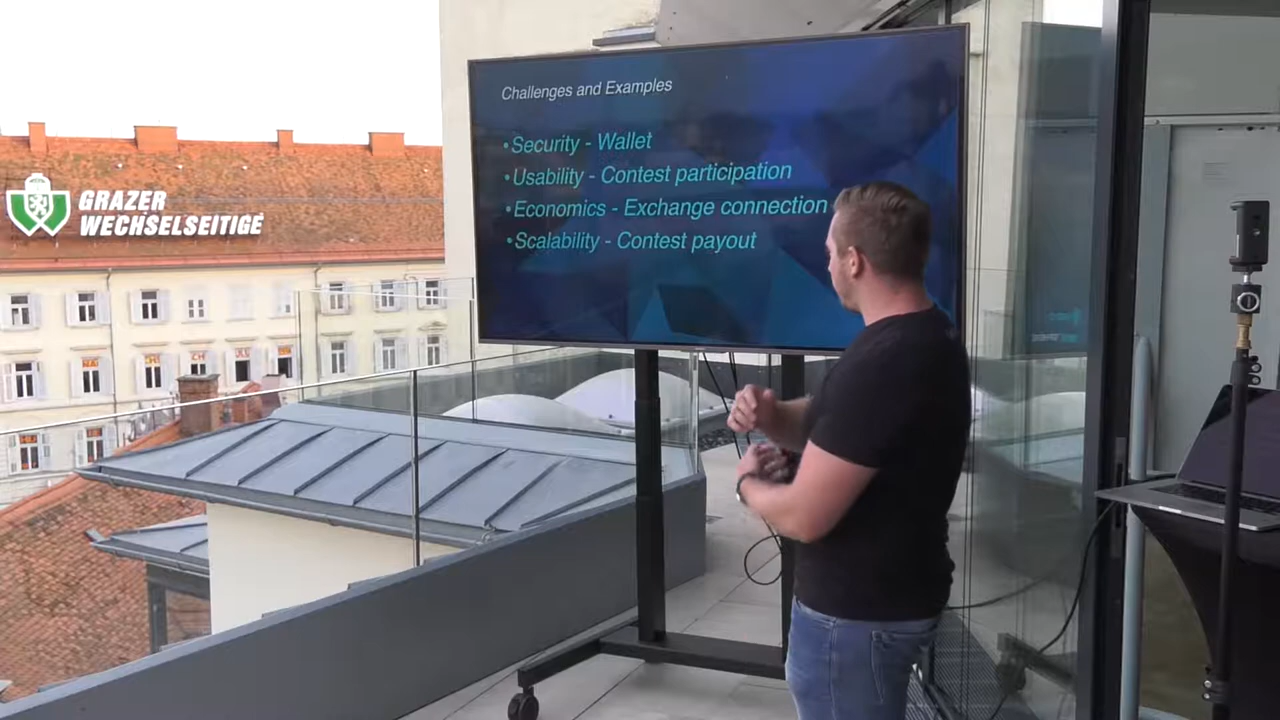 Challenges and Examples
•Security - Wallet
•Usability - Contest participation
•Economics - Exchange connection
•Scalability - Contest payout
GRAZER
WECHSELSEITIGE